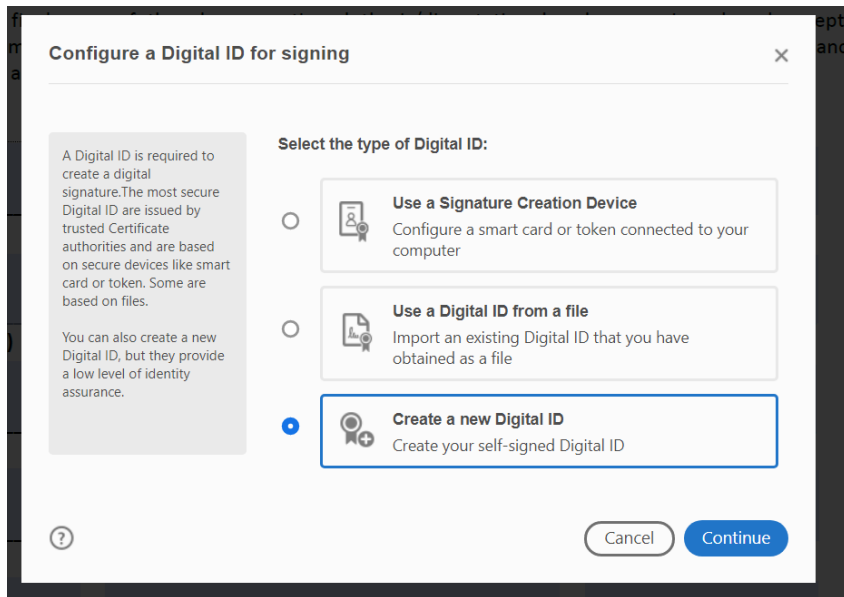 Configure a Digital ID for signing
A Digital ID is required to
create a digital
signature.The most secure
Digital ID are issued by
trusted Certificate
authorities and are based
on secure devices like smart
card or token. Some are
based on files.
You can also create a new
Digital ID, but they provide
a low level of identity
assurance.
Select the type of Digital ID:
Use a Signature Creation Device
Configure a smart card or token connected to your
computer
Use a Digital ID from a file
Import an existing Digital ID that you have
obtained as a file
Create a new Digital ID
Create your self-signed Digital ID
?
Cancel
Continue